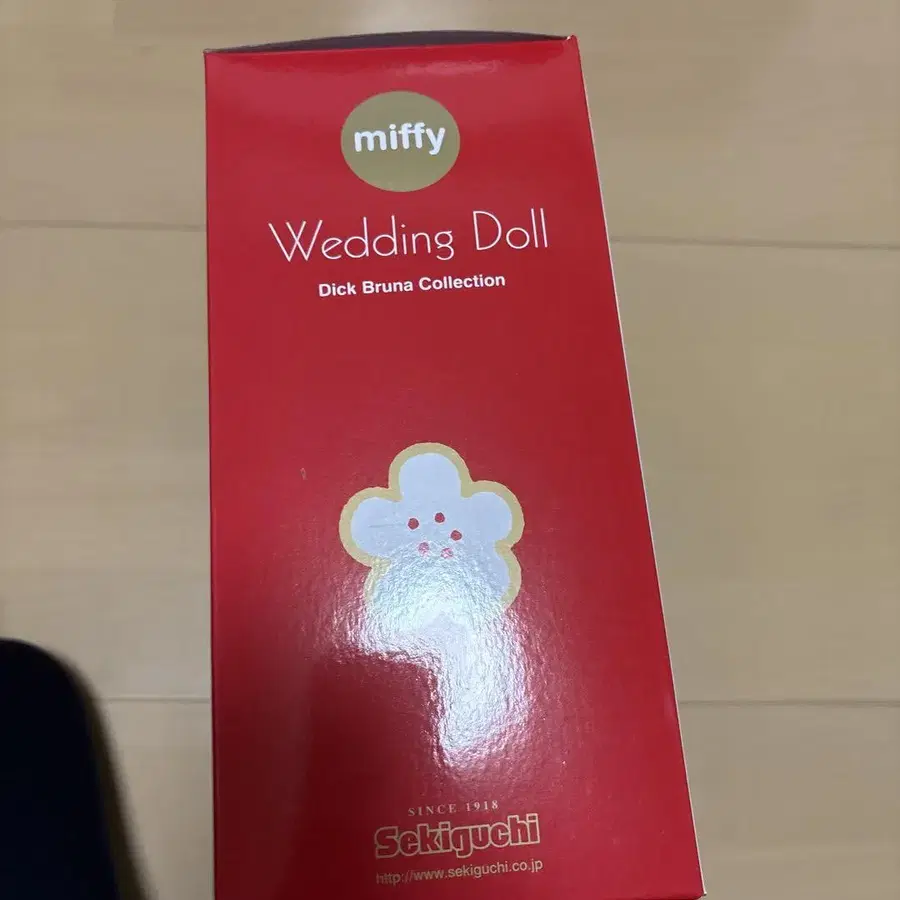 miffy
Wedding Doll
Dick Bruna Collection
SINCE 1918
Sekiguchi
http://www.sekiguchi.co.jp